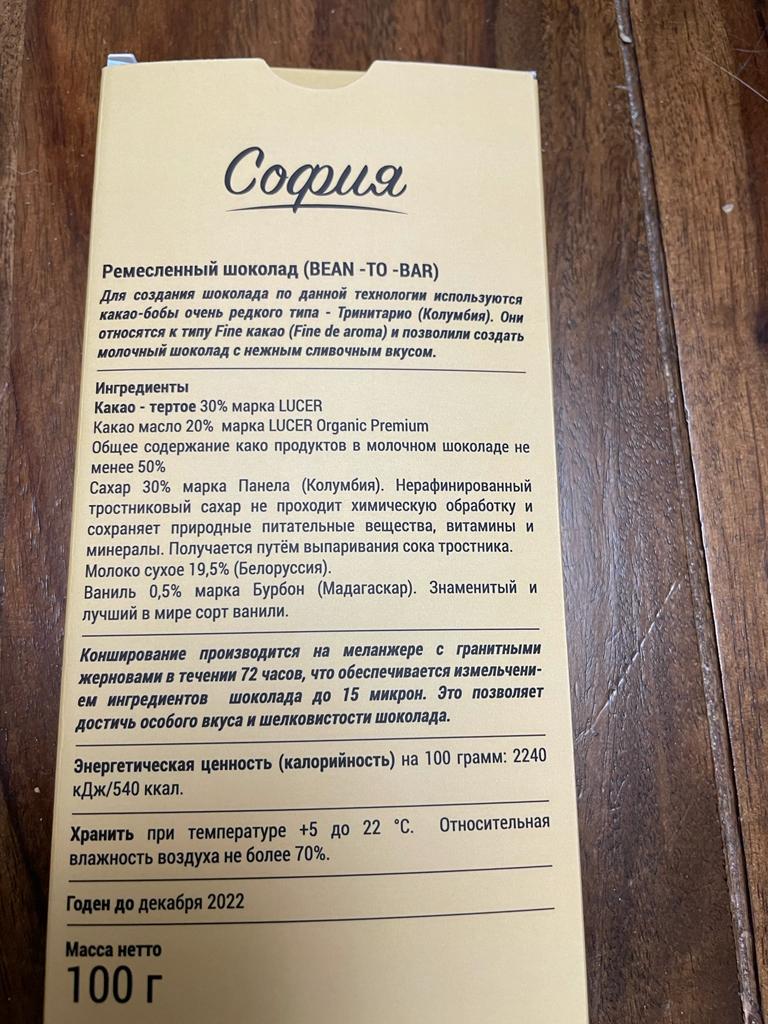 София
Ремесленный шоколад (BEAN -TO -BAR)
Для создания шоколада по данной технологии используются
какао-бобы очень редкого типа - Тринитарио (Колумбия). Они
относятся к типу Fine какао (Fine de aroma) и позволили создать
молочный шоколад с нежным сливочным вкусом.
Ингредиенты
Какао - тертое 30% марка LUCER
Какао масло 20% марка LUCER Organic Premium
Общее содержание како продуктов в молочном шоколаде не
менее 50%
Сахар 30% марка Панела (Колумбия). Нерафинированный
тростниковый сахар не проходит химическую обработку и
сохраняет природные питательные вещества, витамины и
минералы. Получается путём выпаривания сока тростника.
Молоко сухое 19,5% (Белоруссия).
Ваниль 0,5% марка Бурбон (Мадагаскар). Знаменитый и
лучший в мире сорт ванили.
Конширование производится на меланжере с гранитными
жерновами в течении 72 часов, что обеспечивается измельчени-
ем ингредиентов шоколада до 15 микрон. Это позволяет
достичь особого вкуса и шелковистости шоколада.
Энергетическая ценность (калорийность) на 100 грамм: 2240
кДж/540 ккал.
Хранить при температуре +5 до 22 °С. Относительная
влажность воздуха не более 70%.
Годен до декабря 2022
Масса нетто
100 г